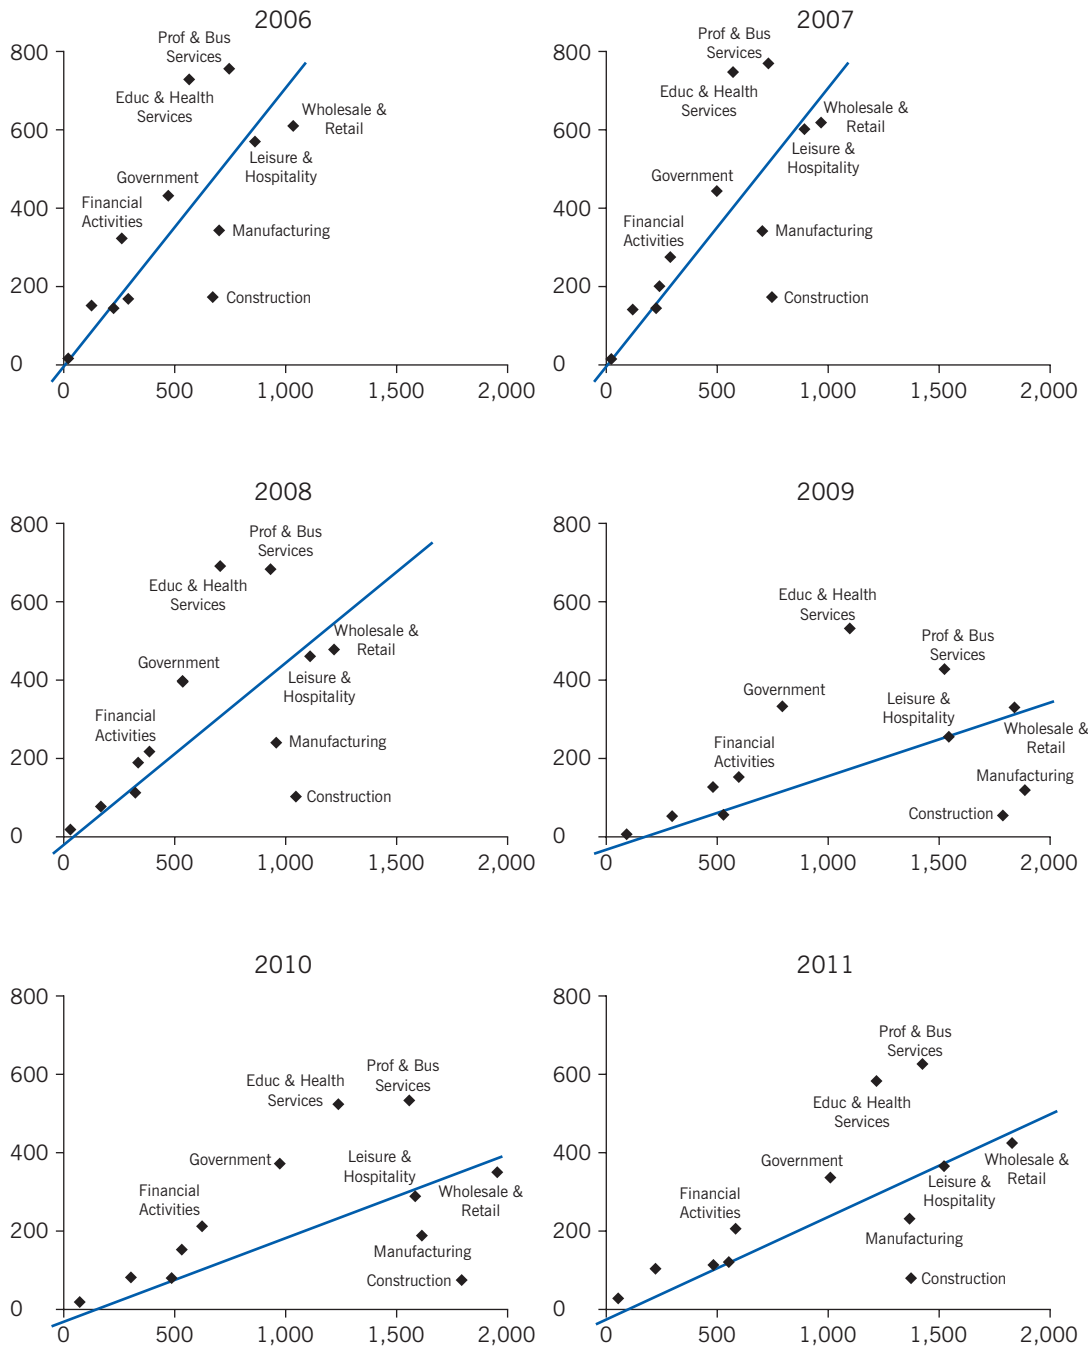 2006
800
600
400
200
0
0
500
1,000
1,500
2,000
Prof & Bus
Services
Educ & Health
Services
Wholesale &
Retail
Leisure &
Hospitality
Government
Financial
Activities
Manufacturing
Construction
2007
800
600
400
200
0
0
500
1,000
1,500
2,000
Prof & Bus
Services
Educ & Health
Services
Wholesale &
Retail
Leisure &
Hospitality
Government
Financial
Activities
Manufacturing
Construction
2008
800
600
400
200
0
0
500
1,000
1,500
2,000
Prof & Bus
Services
Educ & Health
Services
Wholesale &
Retail
Government
Leisure &
Hospitality
Financial
Activities
Manufacturing
Construction
2009
800
600
400
200
0
0
500
1,000
1,500
2,000
Educ & Health
Services
Prof & Bus
Services
Government
Leisure &
Hospitality
Wholesale &
Retail
Financial
Activities
Manufacturing
Construction
2010
800
600
400
200
0
0
500
1,000
1,500
2,000
Prof & Bus
Services
Educ & Health
Services
Government
Leisure &
Hospitality
Financial
Activities
Wholesale &
Retail
Manufacturing
Construction
2011
800
600
400
200
0
0
500
1,000
1,500
2,000
Prof & Bus
Services
Educ & Health
Services
Government
Wholesale &
Retail
Leisure &
Hospitality
Financial
Activities
Manufacturing
Construction